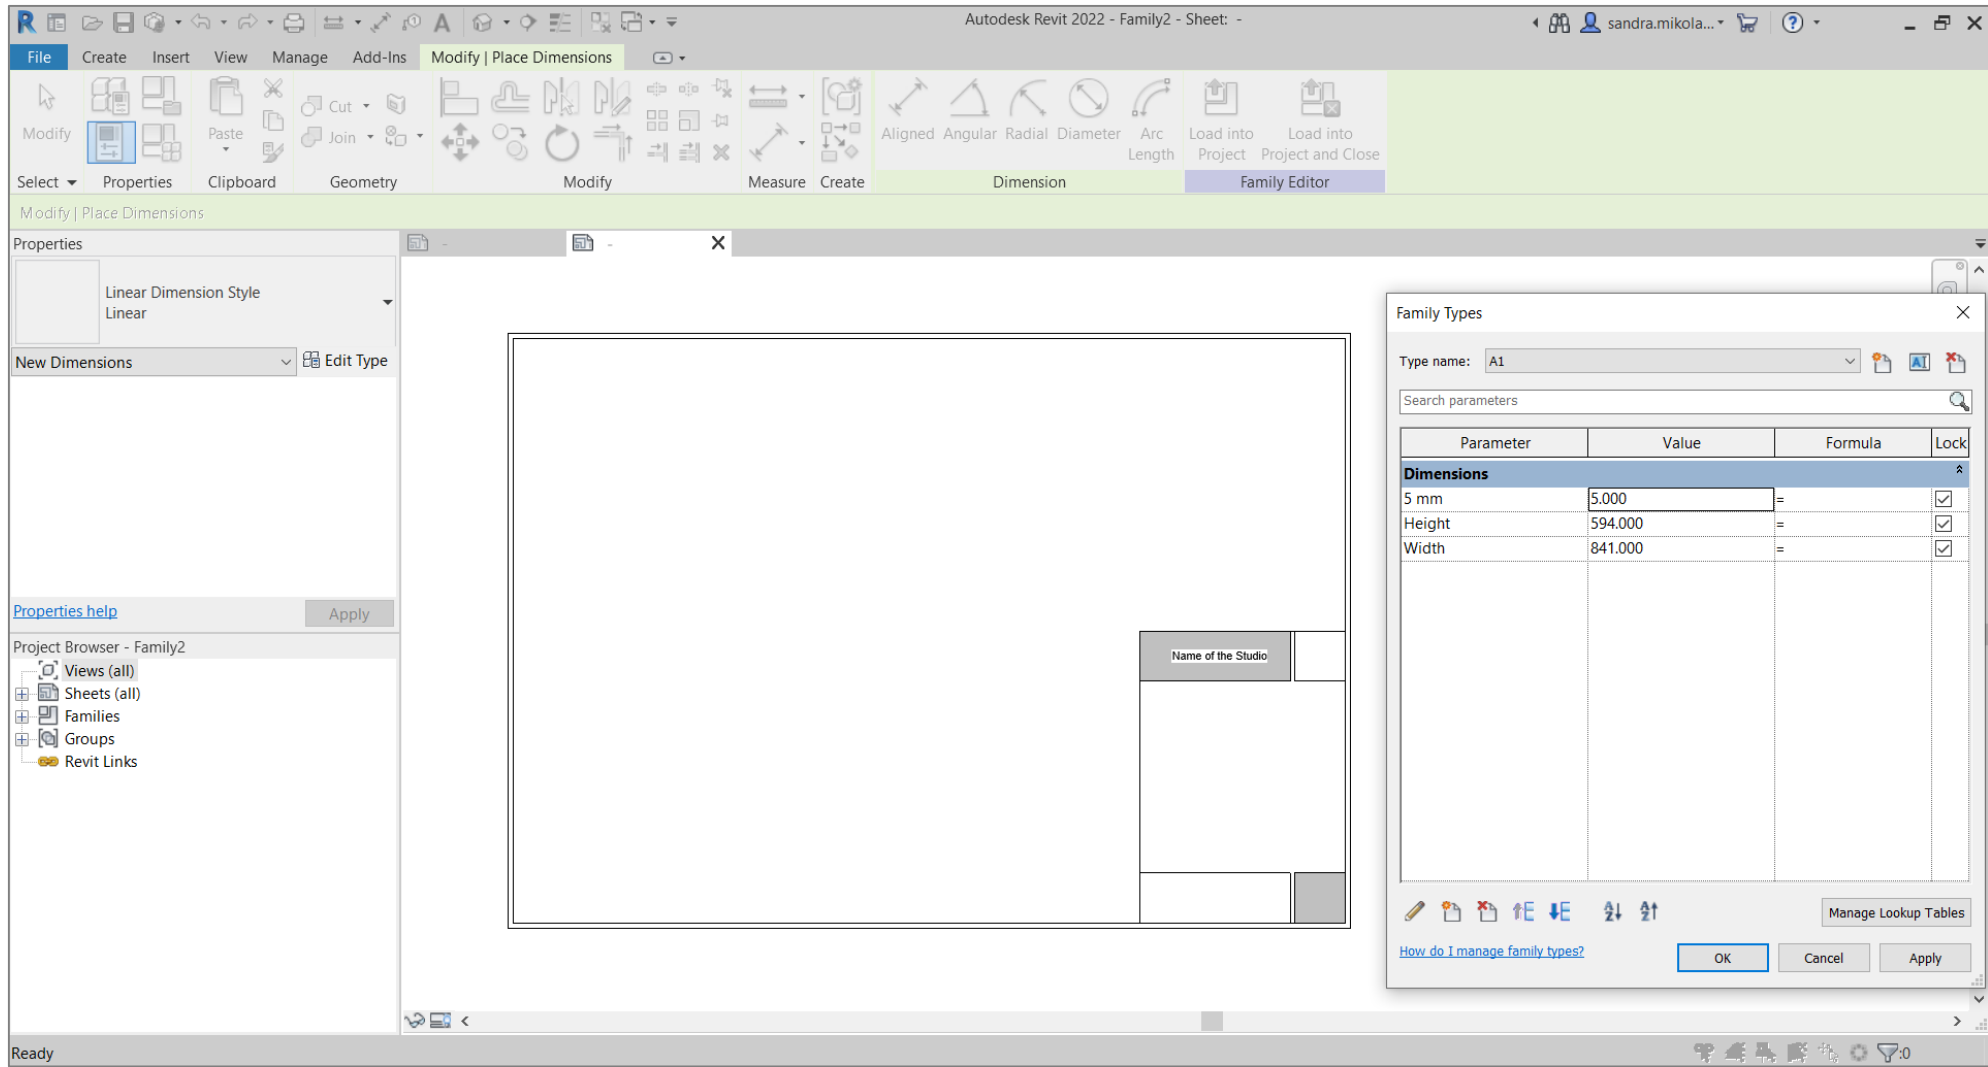 Autodesk Revit 2022 - Family2 - Sheet: -
sandra.mikola...
File Create Insert View Manage Add-Ins Modify | Place Dimensions
Modify
Paste
Cut
Join
Aligned Angular Radial Diameter Arc Length
Load into Project
Load into Project and Close
Select Properties Clipboard Geometry Modify Measure Create Dimension Family Editor
Modify | Place Dimensions
Properties
Linear Dimension Style
Linear
New Dimensions
Edit Type
Properties help
Apply
Project Browser - Family2
Views (all)
Sheets (all)
Families
Groups
Revit Links
-
-
Name of the Studio
Family Types
Type name: A1
Search parameters
Parameter Value Formula Lock
Dimensions
5 mm 5.000 =
Height 594.000 =
Width 841.000 =
Manage Lookup Tables
How do I manage family types?
OK Cancel Apply
Ready
:0